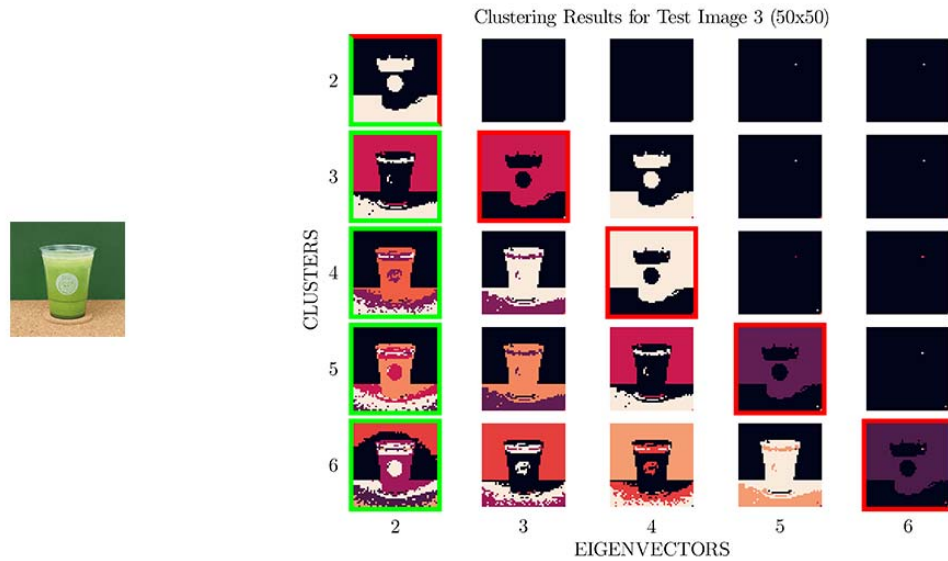 Clustering Results for Test Image 3 (50x50)
2
3
4
5
6
CLUSTERS
2 3 4 5 6
EIGENVECTORS